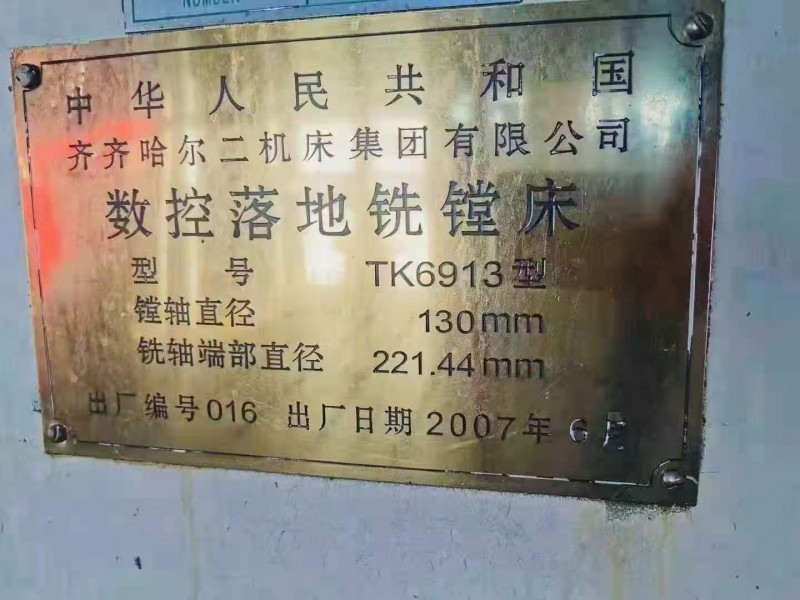 NUMBER
中华人民共和国
齐齐哈尔二机床集团有限公司
数控落地铣镗床
型号 TK6913型
镗轴直径 130mm
铣轴端部直径 221.44mm
出厂编号016 出厂日期2007年6月